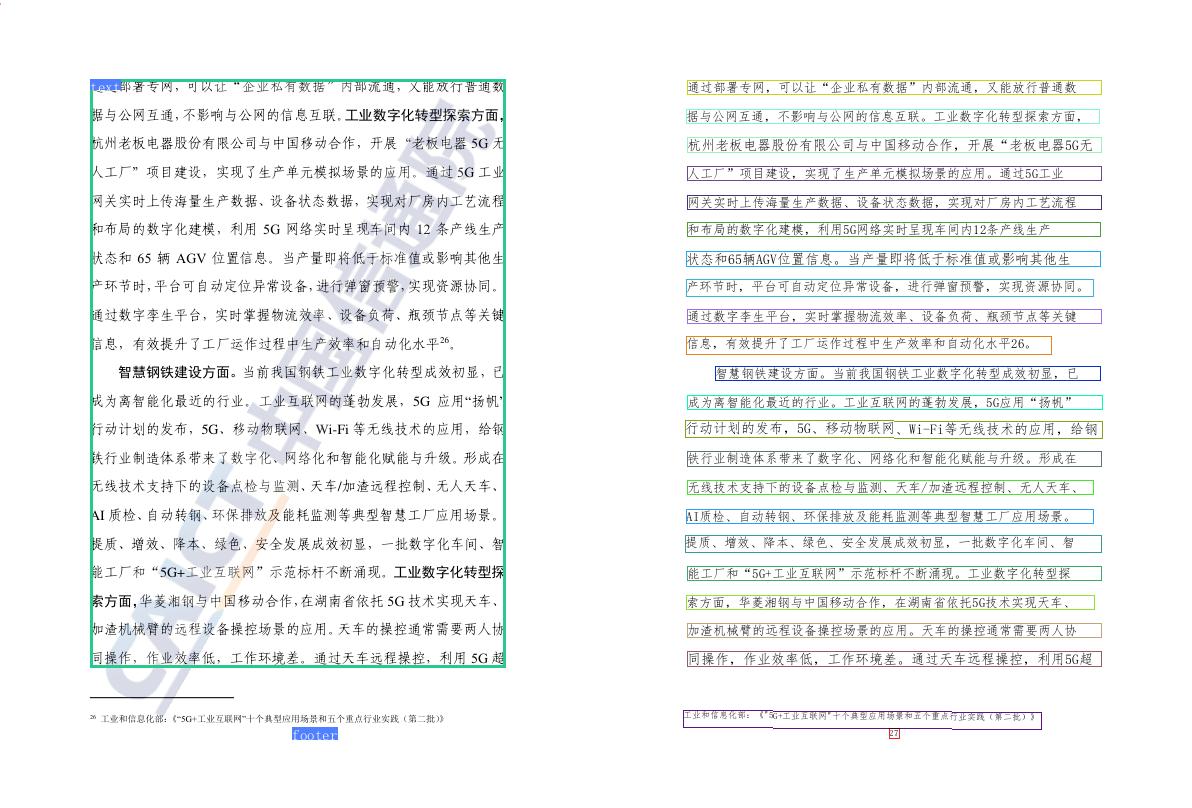 text部署专网，可以让“企业私有数据”内部流通，又能放行普通数
据与公网互通，不影响与公网的信息互联。工业数字化转型探索方面，
杭州老板电器股份有限公司与中国移动合作，开展“老板电器 5G 无
人工厂”项目建设，实现了生产单元模拟场景的应用。通过 5G 工业
网关实时上传海量生产数据、设备状态数据，实现对厂房内工艺流程
和布局的数字化建模，利用 5G 网络实时呈现车间内 12 条产线生产
状态和 65 辆 AGV 位置信息。当产量即将低于标准值或影响其他生
产环节时，平台可自动定位异常设备，进行弹窗预警，实现资源协同。
通过数字李生平台，实时掌握物流效率、设备负荷、瓶颈节点等关键
信息，有效提升了工厂运作过程中生产效率和自动化水平26。
智慧钢铁建设方面。当前我国钢铁工业数字化转型成效初显，已
成为离智能化最近的行业。工业互联网的蓬勃发展，5G 应用“扬帆”
行动计划的发布，5G、移动物联网、Wi-Fi 等无线技术的应用，给钢
铁行业制造体系带来了数字化、网络化和智能化赋能与升级。形成在
无线技术支持下的设备点检与监测、天车/加渣远程控制、无人天车、
AI 质检、自动转钢、环保排放及能耗监测等典型智慧工厂应用场景。
提质、增效、降本、绿色、安全发展成效初显，一批数字化车间、智
能工厂和“5G+工业互联网”示范标杆不断涌现。工业数字化转型探
索方面，华菱湘钢与中国移动合作，在湖南省依托 5G 技术实现天车、
加渣机械臂的远程设备操控场景的应用。天车的操控通常需要两人协
同操作，作业效率低，工作环境差。通过天车远程操控，利用 5G 超
26 工业和信息化部：《“5G+工业互联网”十个典型应用场景和五个重点行业实践（第二批）》
footer
CAICT 中国信通院
通过部署专网，可以让“企业私有数据”内部流通，又能放行普通数
据与公网互通，不影响与公网的信息互联。工业数字化转型探索方面，
杭州老板电器股份有限公司与中国移动合作，开展“老板电器5G无
人工厂”项目建设，实现了生产单元模拟场景的应用。通过5G工业
网关实时上传海量生产数据、设备状态数据，实现对厂房内工艺流程
和布局的数字化建模，利用5G网络实时呈现车间内12条产线生产
状态和65辆AGV位置信息。当产量即将低于标准值或影响其他生
产环节时，平台可自动定位异常设备，进行弹窗预警，实现资源协同。
通过数字李生平台，实时掌握物流效率、设备负荷、瓶颈节点等关键
信息，有效提升了工厂运作过程中生产效率和自动化水平26。
智慧钢铁建设方面。当前我国钢铁工业数字化转型成效初显，已
成为离智能化最近的行业。工业互联网的蓬勃发展，5G应用“扬帆”
行动计划的发布，5G、移动物联网、Wi-Fi等无线技术的应用，给钢
铁行业制造体系带来了数字化、网络化和智能化赋能与升级。形成在
无线技术支持下的设备点检与监测、天车/加渣远程控制、无人天车、
AI质检、自动转钢、环保排放及能耗监测等典型智慧工厂应用场景。
提质、增效、降本、绿色、安全发展成效初显，一批数字化车间、智
能工厂和“5G+工业互联网”示范标杆不断涌现。工业数字化转型探
索方面，华菱湘钢与中国移动合作，在湖南省依托5G技术实现天车、
加渣机械臂的远程设备操控场景的应用。天车的操控通常需要两人协
同操作，作业效率低，工作环境差。通过天车远程操控，利用5G超
工业和信息化部：《"5G+工业互联网"十个典型应用场景和五个重点行业实践（第二批）》
27